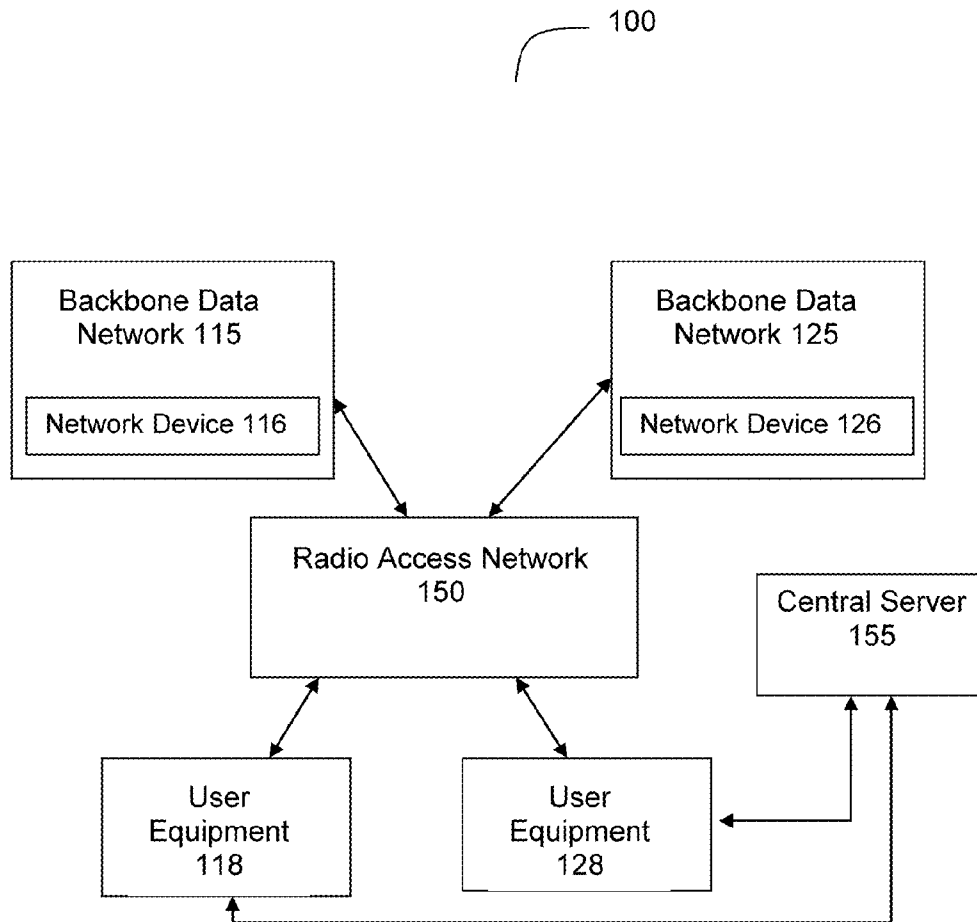 100
Backbone Data
Network 115
Network Device 116
Backbone Data
Network 125
Network Device 126
Radio Access Network
150
Central Server
155
User
Equipment
118
User
Equipment
128